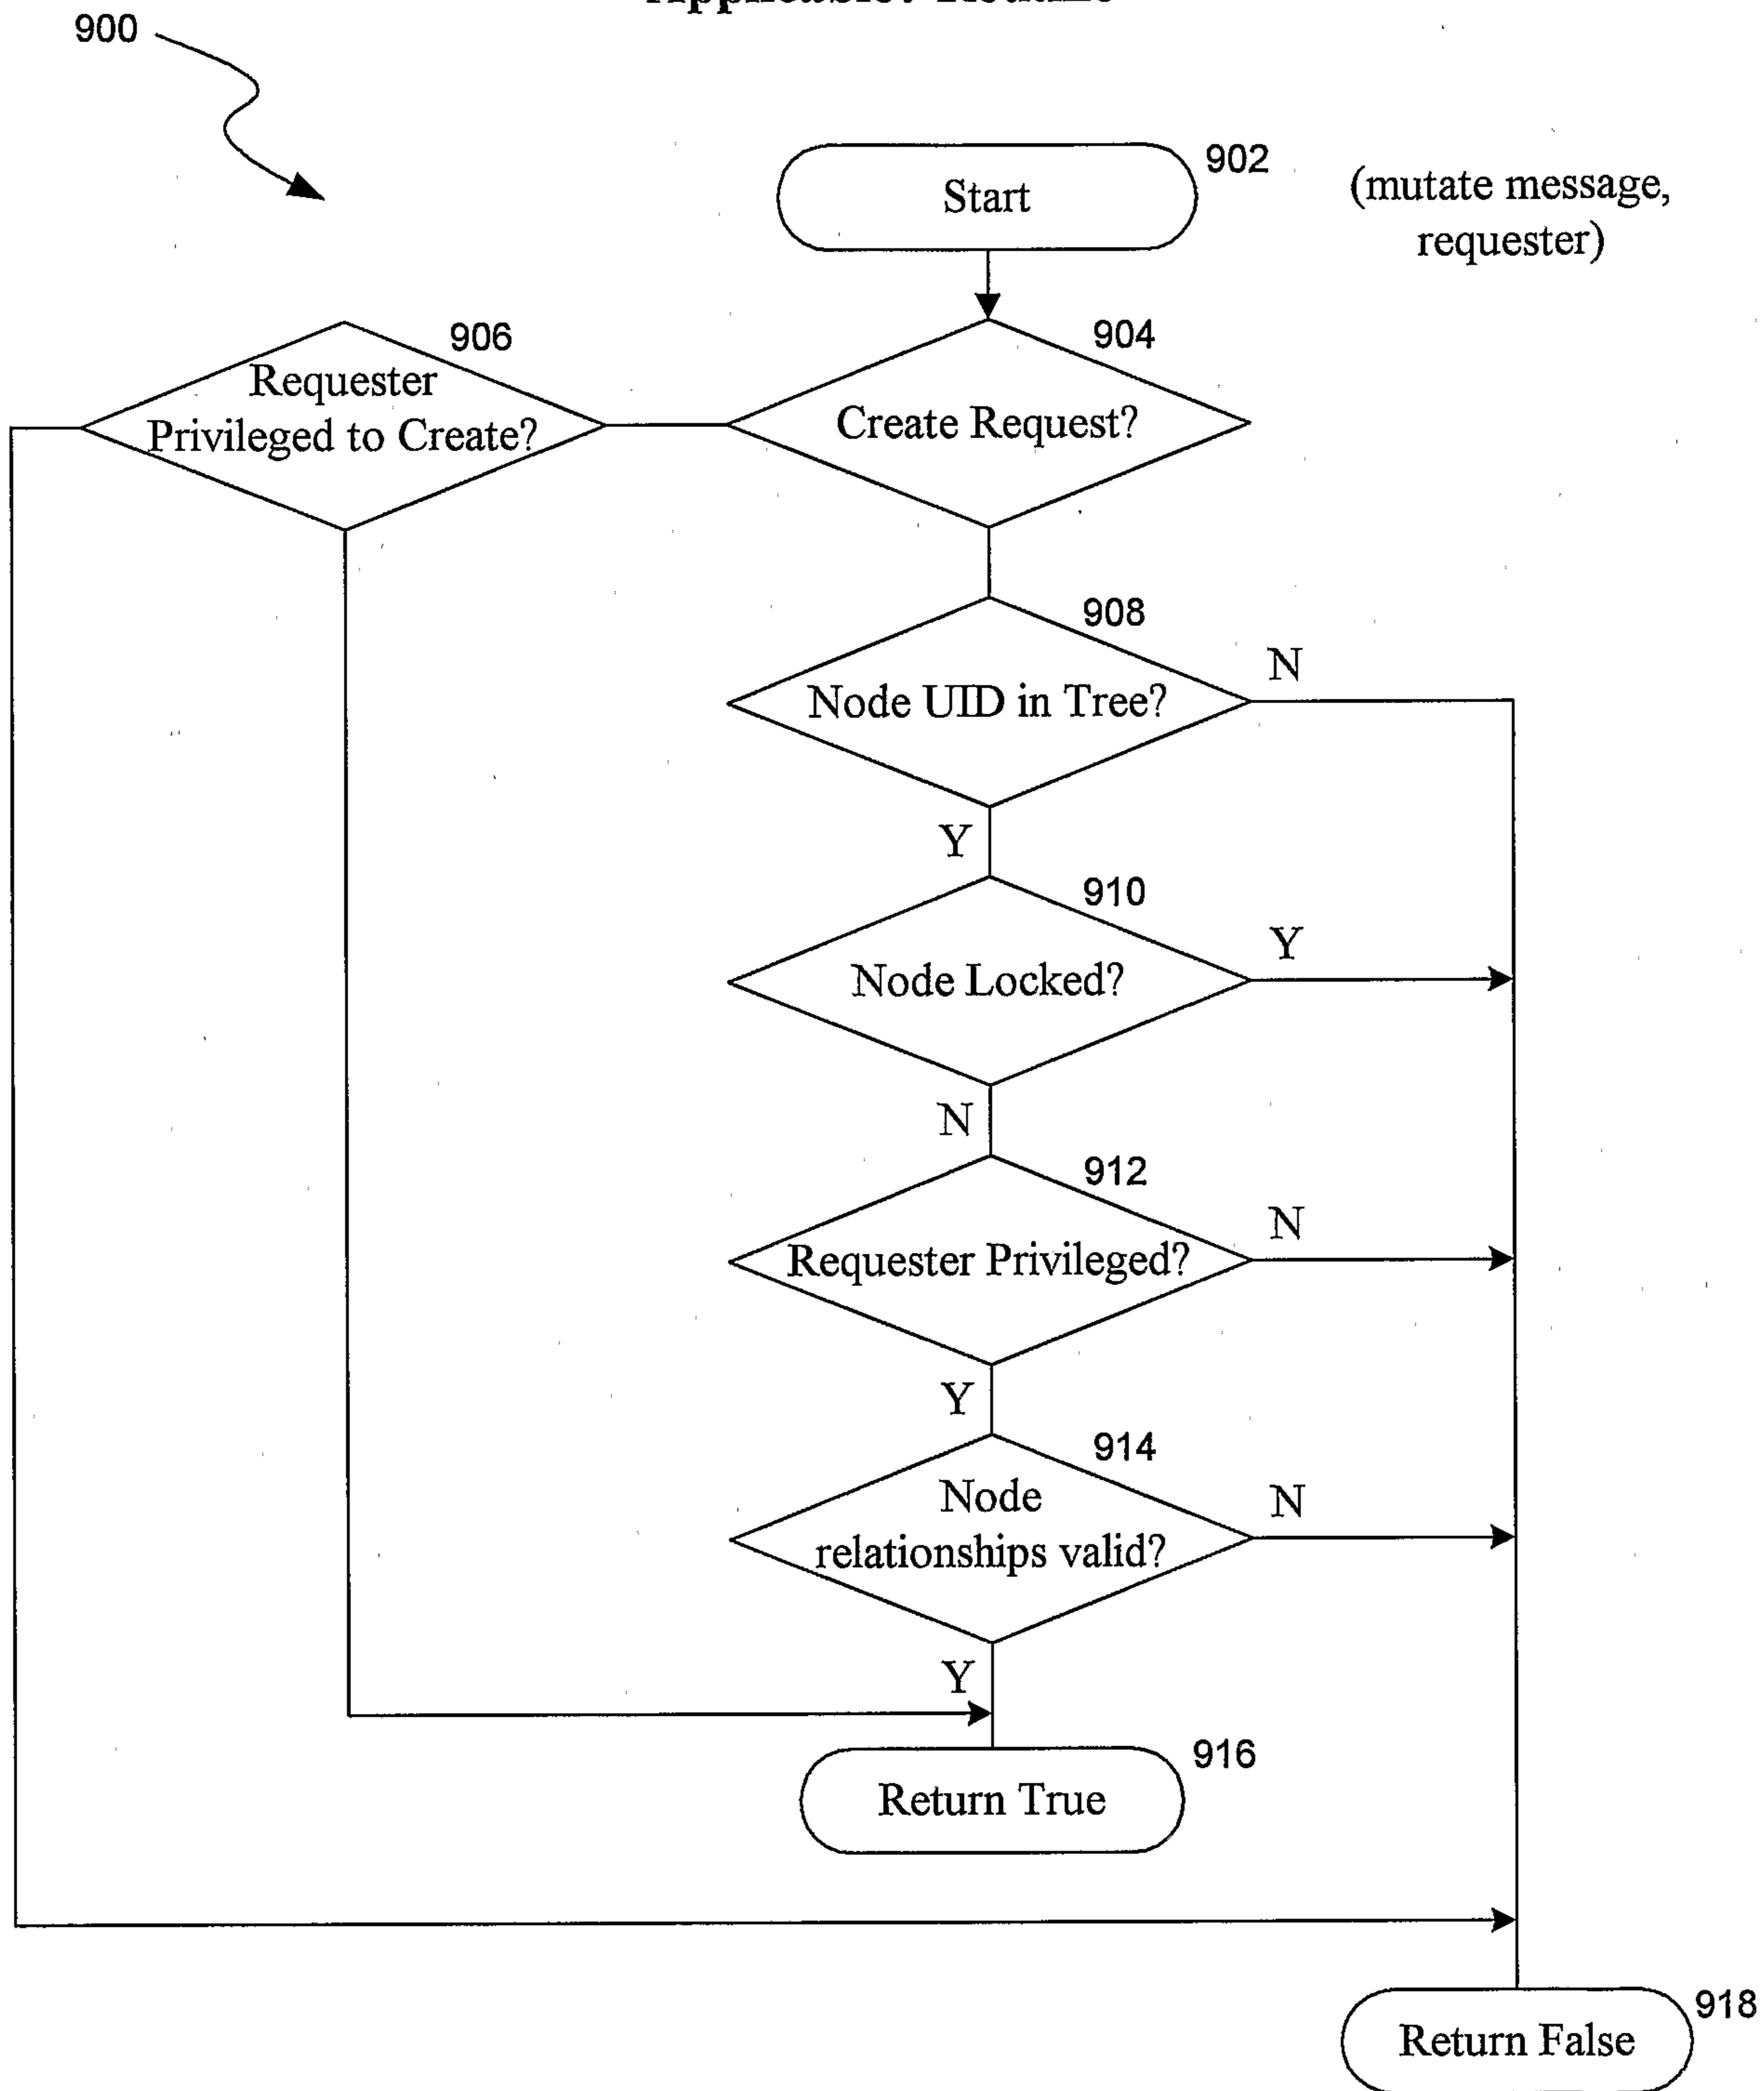 900
902
Start
(mutate message,
requester)
906
904
Requester
Privileged to Create?
Create Request?
908
N
Node UID in Tree?
Y
910
Y
Node Locked?
N
912
N
Requester Privileged?
Y
914
N
Node
relationships valid?
Y
916
Return True
918
Return False